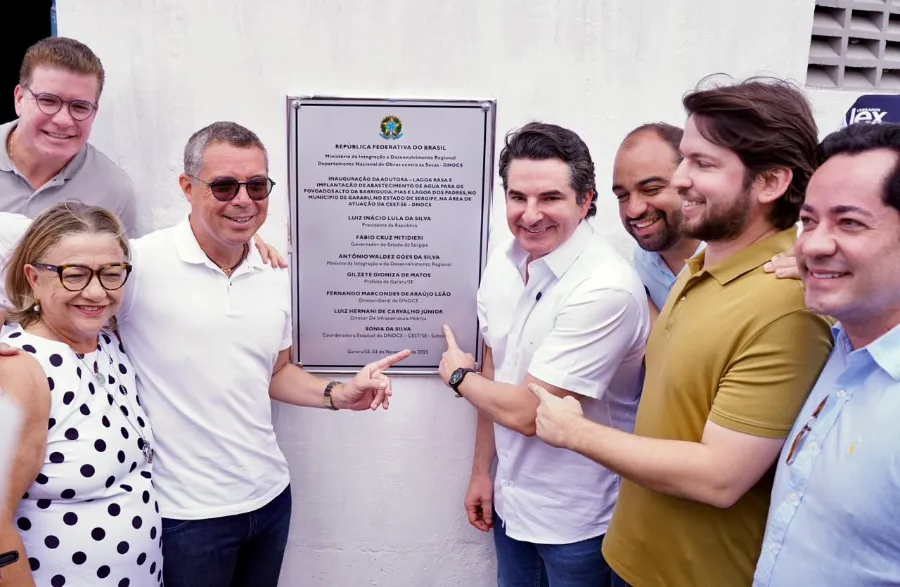 REPÚBLICA FEDERATIVA DO BRASIL
Ministério da Integração e Desenvolvimento Regional
Departamento Nacional de Obras contra as Secas - DNOCS
INAUGURAÇÃO DA ADUTORA - LAGOA RASA E
IMPLANTAÇÃO DE ABASTECIMENTO DE ÁGUA PARA OS
POVOADOS ALTO DA BARRIGUDA, PIAS E LAGOA DOS PADRES, NO
MUNICÍPIO DE GARARU, NO ESTADO DE SERGIPE, NA ÁREA DE
ATUAÇÃO DA CEST-SE - DNOCS
LUIZ INÁCIO LULA DA SILVA
Presidente da República
FÁBIO CRUZ MITIDIERI
Governador do Estado de Sergipe
ANTÔNIO WALDEZ GÓES DA SILVA
Ministro da Integração e do Desenvolvimento Regional
GILZETE DIONIZA DE MATOS
Prefeita de Gararu/SE
FERNANDO MARCONDES DE ARAÚJO LEÃO
Diretor-Geral do DNOCS
LUIZ HERNANI DE CARVALHO JÚNIOR
Diretor De Infraestrutura Hídrica
SONIA DA SILVA
Coordenadora Estadual do DNOCS - CEST/SE -
Gararu/SE, 03 de 2025
lex